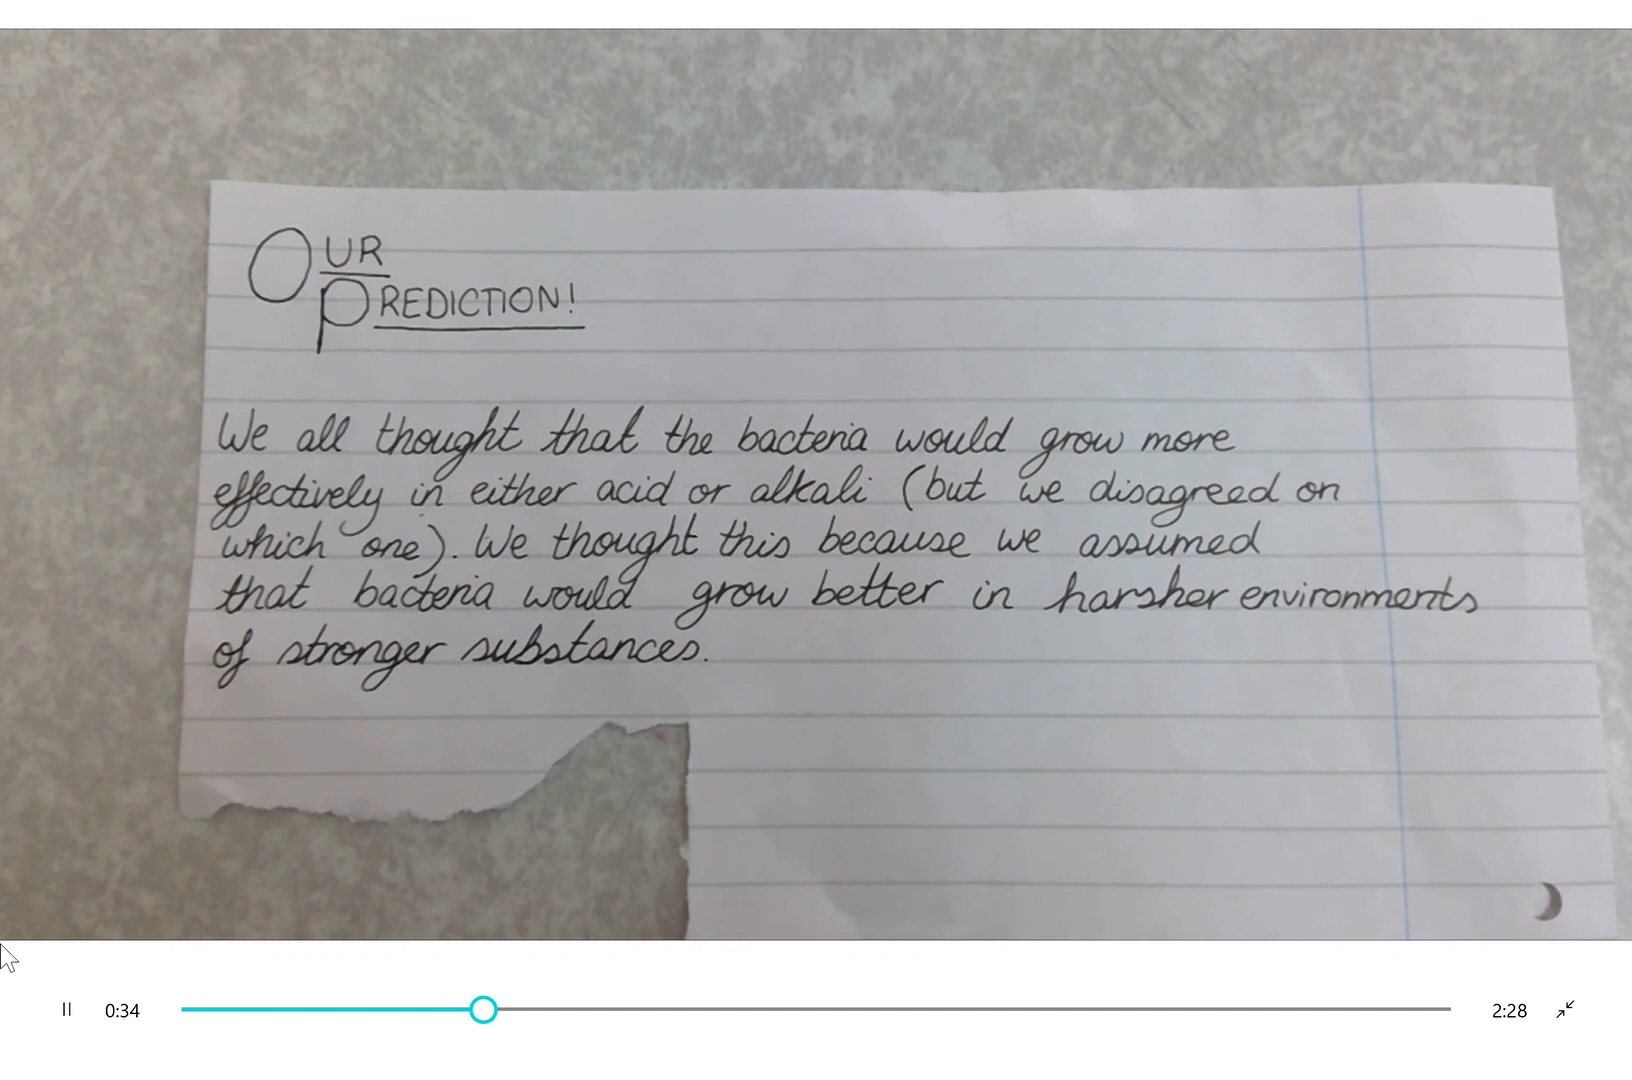 OUR
PREDICTION!
We all thought that the bacteria would grow more
effectively in either acid or alkali (but we disagreed on
which one). We thought this because we assumed
that bacteria would grow better in harsher environments
of stronger substances.
0:34
2:28